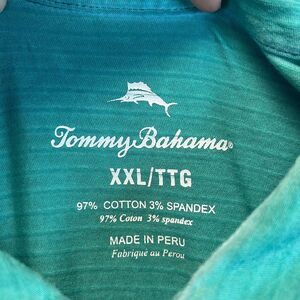 Tommy Bahama®
XXL/TTG
97% COTTON 3% SPANDEX
97% Coton 3% spandex
MADE IN PERU
Fabriqué au Pérou